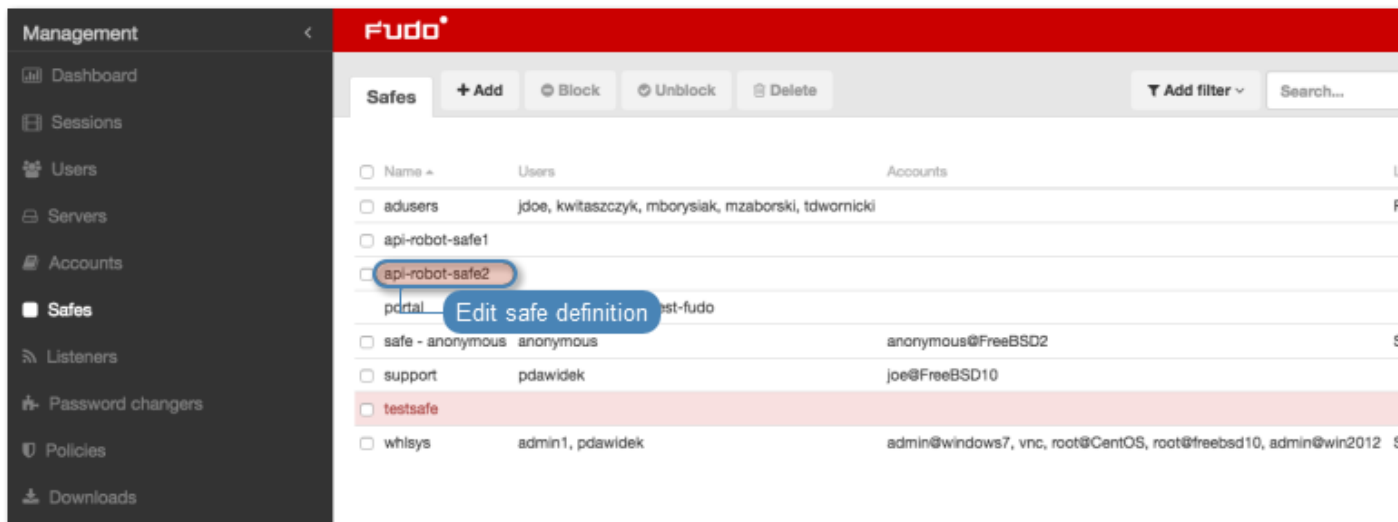 Management
Fudo
Dashboard
Safes + Add Block Unblock Delete Add filter Search...
Sessions
Users
Name Users Accounts
adusers jdoe, kwitaszczyk, mborysiak, mzaborski, tdwornicki
Servers
api-robot-safe1
Accounts
api-robot-safe2
Safes
portal Edit safe definition est-fudo
safe - anonymous anonymous anonymous@FreeBSD2
Listeners
support pdawidek joe@FreeBSD10
Password changers
testsafe
Policies
whlsys admin1, pdawidek admin@windows7, vnc, root@CentOS, root@freebsd10, admin@win2012
Downloads